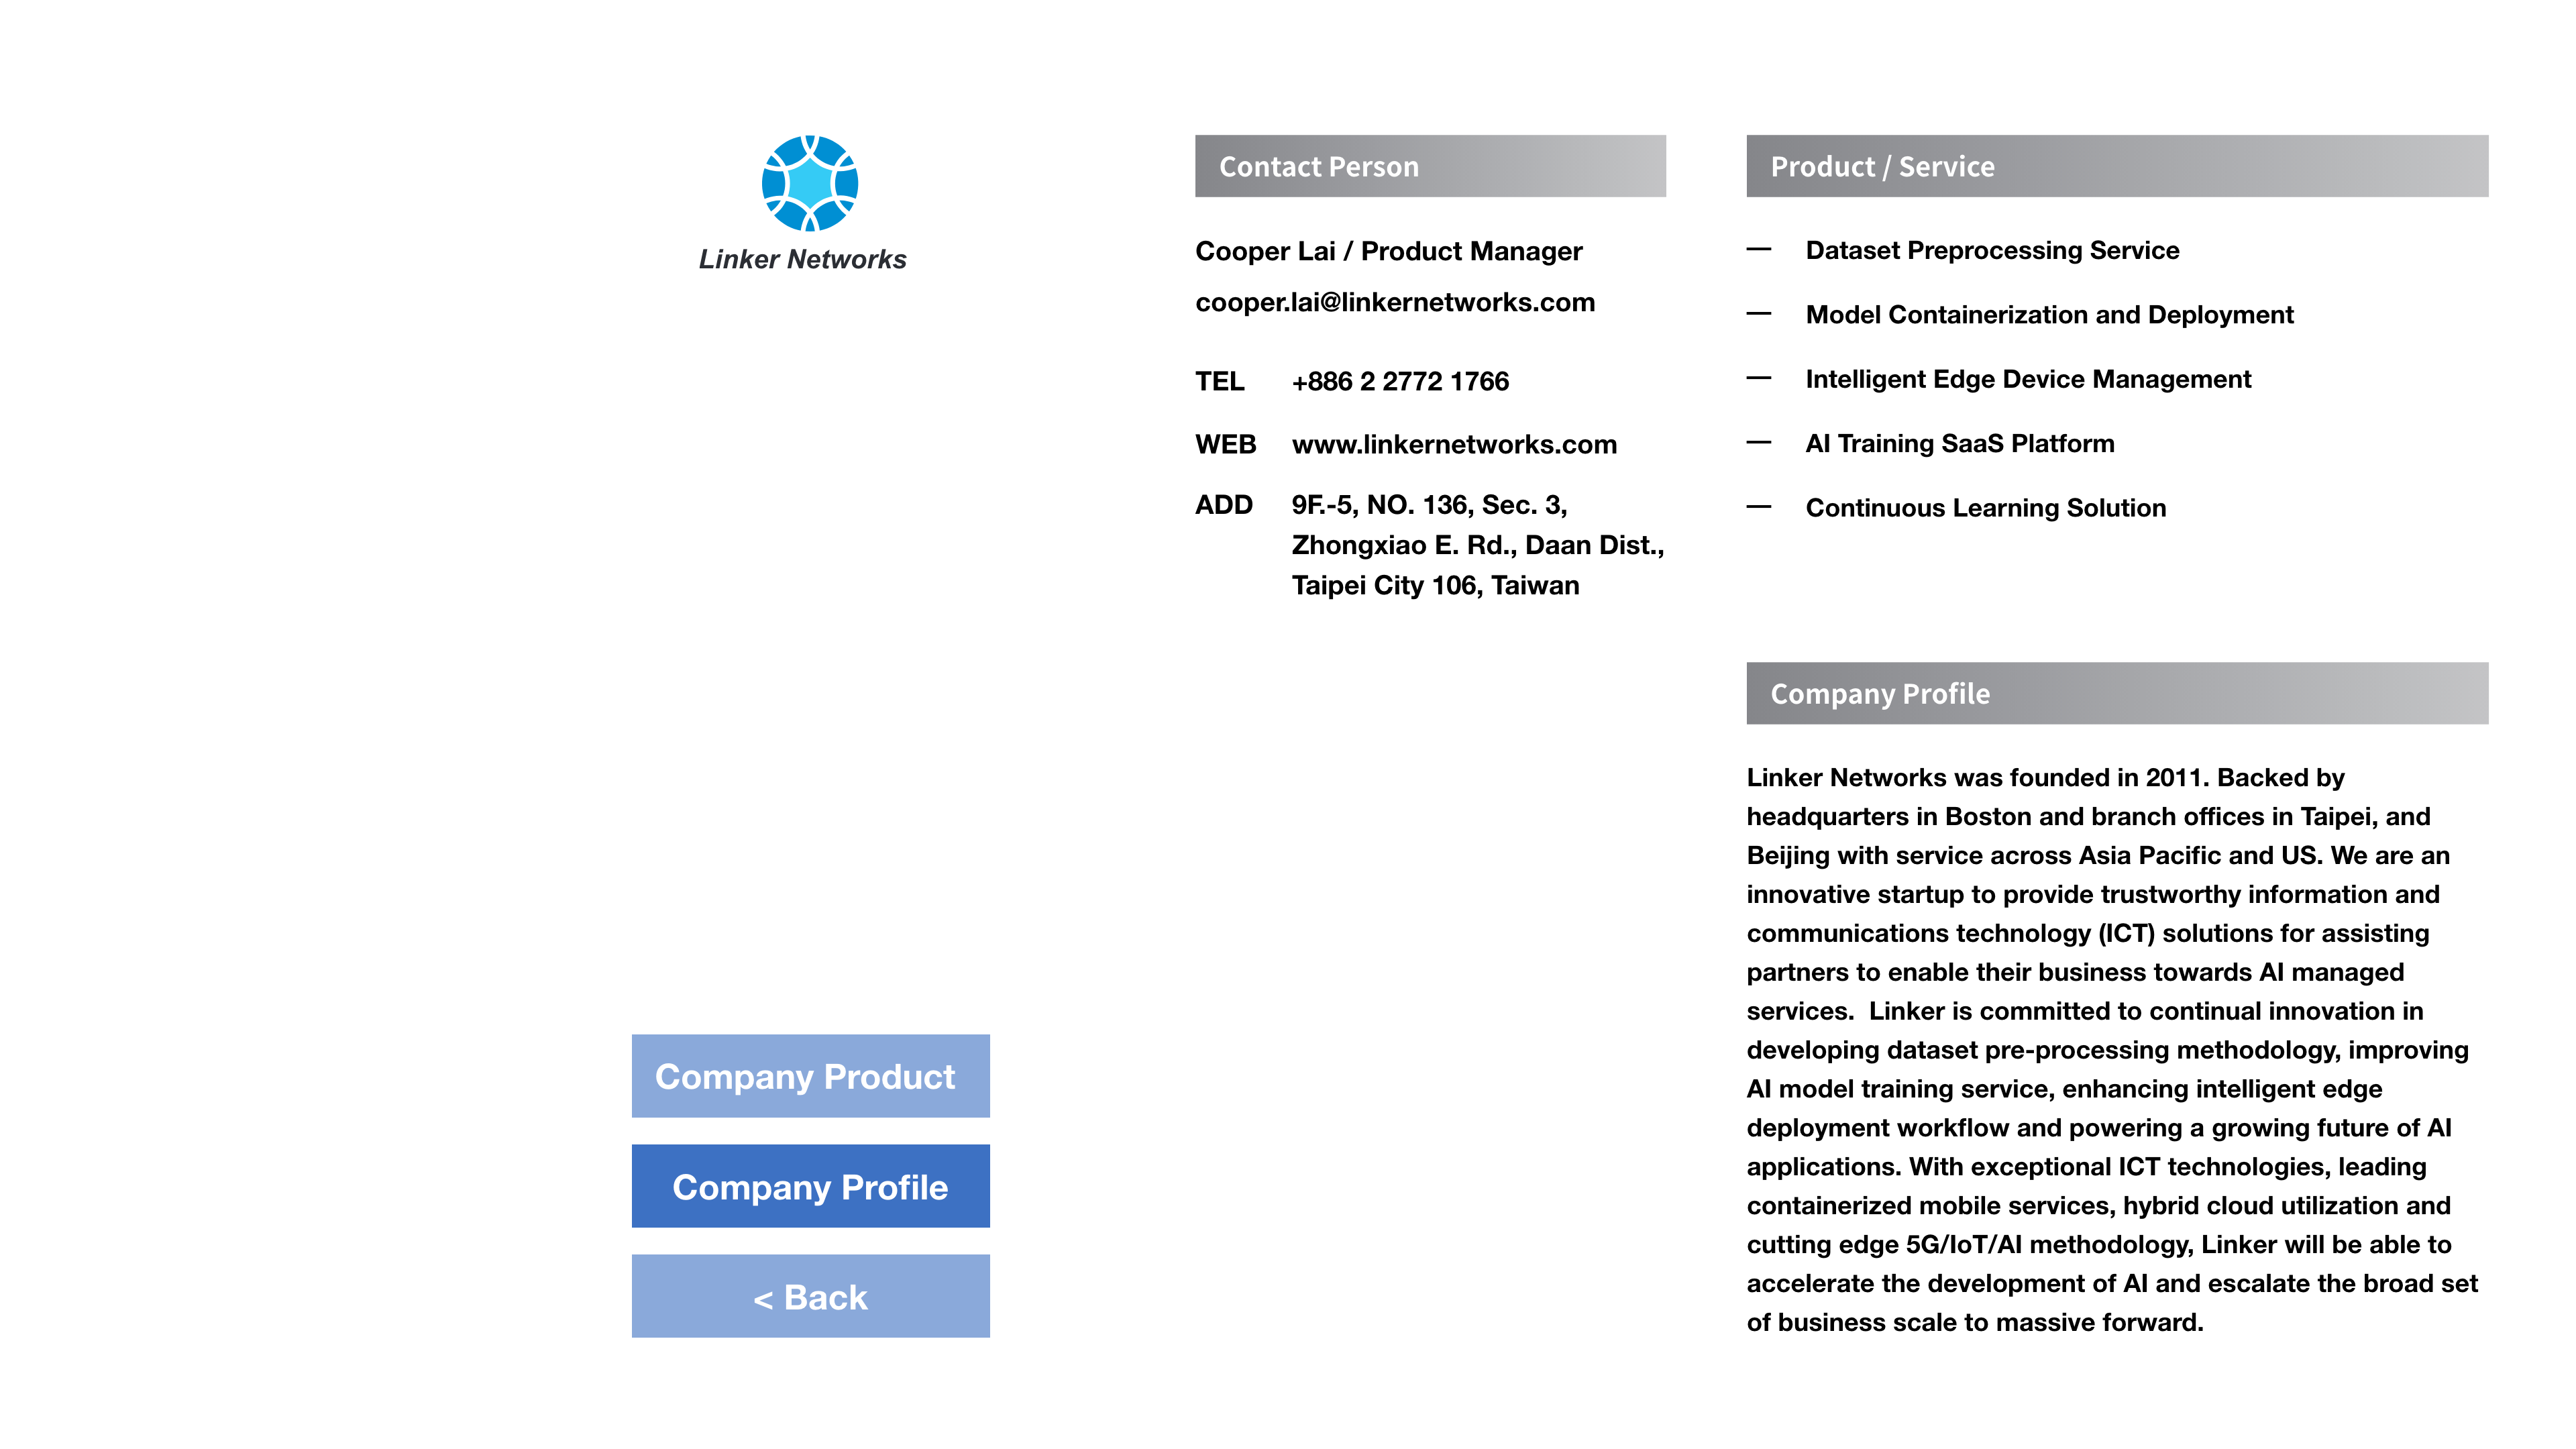 Linker Networks
Company Product
Company Profile
< Back
Contact Person
Cooper Lai / Product Manager
cooper.lai@linkernetworks.com
TEL +886 2 2772 1766
WEB www.linkernetworks.com
ADD 9F.-5, NO. 136, Sec. 3,
Zhongxiao E. Rd., Daan Dist.,
Taipei City 106, Taiwan
Product / Service
— Dataset Preprocessing Service
— Model Containerization and Deployment
— Intelligent Edge Device Management
— AI Training SaaS Platform
— Continuous Learning Solution
Company Profile
Linker Networks was founded in 2011. Backed by
headquarters in Boston and branch offices in Taipei, and
Beijing with service across Asia Pacific and US. We are an
innovative startup to provide trustworthy information and
communications technology (ICT) solutions for assisting
partners to enable their business towards AI managed
services.  Linker is committed to continual innovation in
developing dataset pre-processing methodology, improving
AI model training service, enhancing intelligent edge
deployment workflow and powering a growing future of AI
applications. With exceptional ICT technologies, leading
containerized mobile services, hybrid cloud utilization and
cutting edge 5G/IoT/AI methodology, Linker will be able to
accelerate the development of AI and escalate the broad set
of business scale to massive forward.